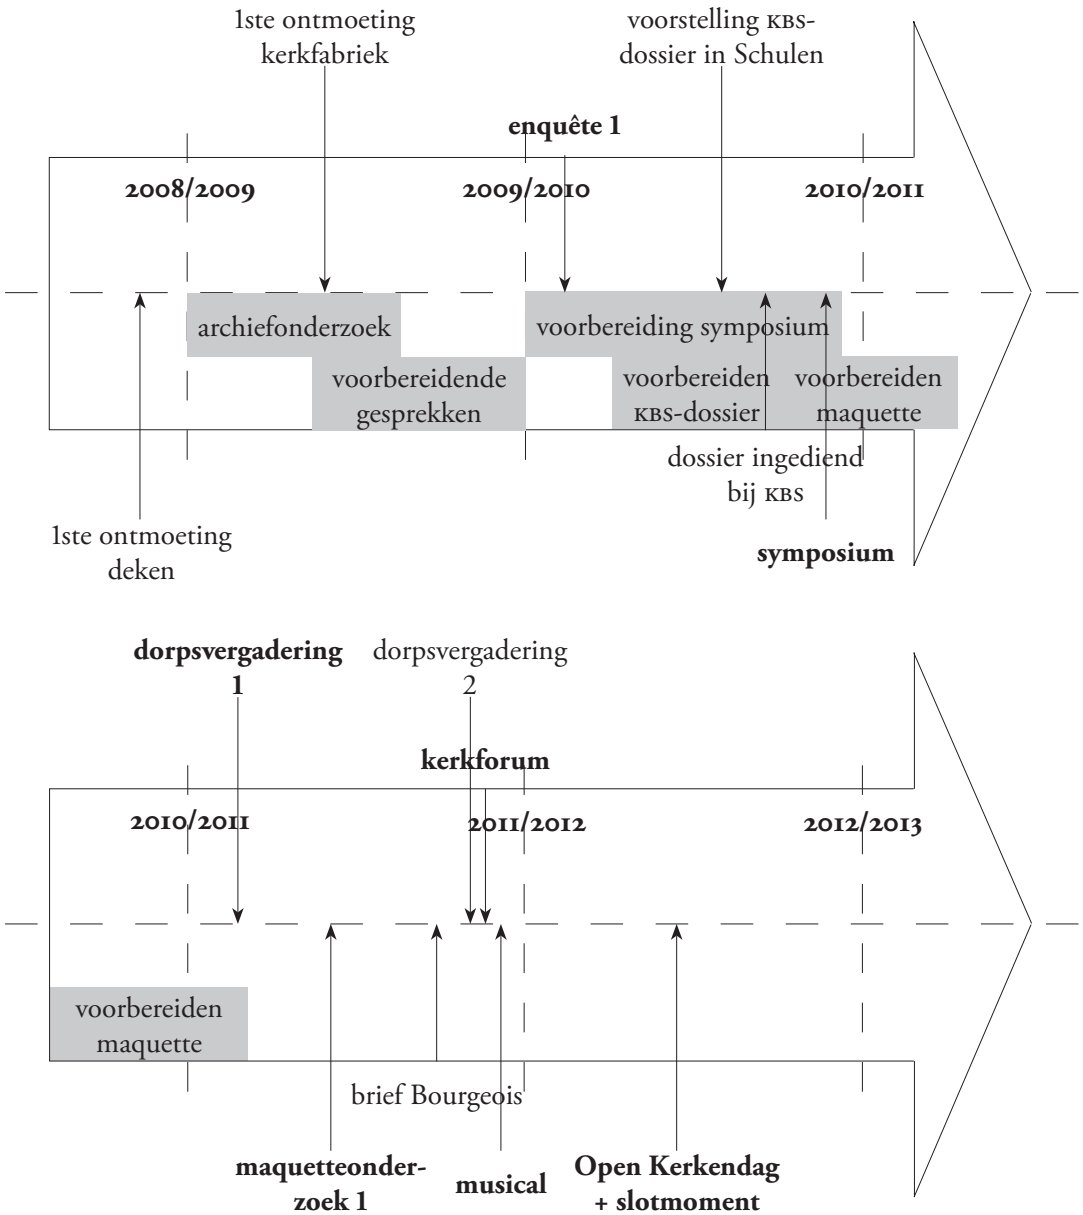 1ste ontmoeting
kerkfabriek
voorstelling KBS-
dossier in Schulen
enquête 1
2008/2009
2009/2010
2010/2011
archiefonderzoek
voorbereiding symposium
voorbereidende
gesprekken
voorbereiden
KBS-dossier
voorbereiden
maquette
dossier ingediend
bij KBS
1ste ontmoeting
deken
symposium
dorpsvergadering
1
dorpsvergadering
2
kerkforum
2010/2011
2011/2012
2012/2013
voorbereiden
maquette
brief Bourgeois
maquetteonder-
zoek 1
musical
Open Kerkendag
+ slotmoment